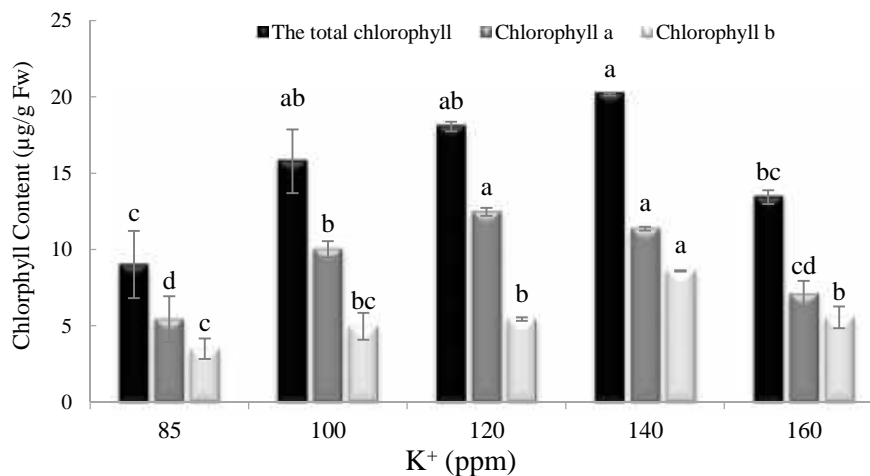 25
The total chlorophyll Chlorophyll a Chlorophyll b
20
15
10
5
0
Chlorphyll Content (µg/g Fw)
c d c
ab b bc
ab a b
a a a
bc cd b
85 100 120 140 160
K⁺ (ppm)